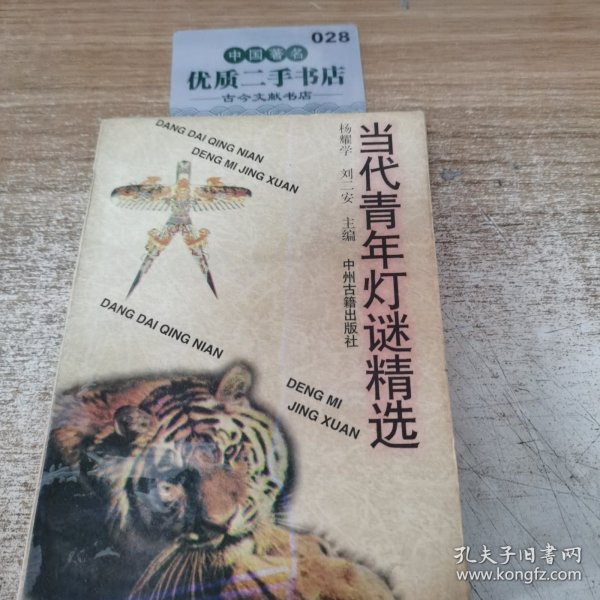 028
中国著名
优质二手书店
古今文献书店
DANG DAI QING NIAN
DENG MI JING XUAN
当代青年灯谜精选
杨耀学 刘二安 主编
中州古籍出版社
DANG DAI QING NIAN
DENG MI
JING XUAN
孔夫子旧书网
www.kongfz.com